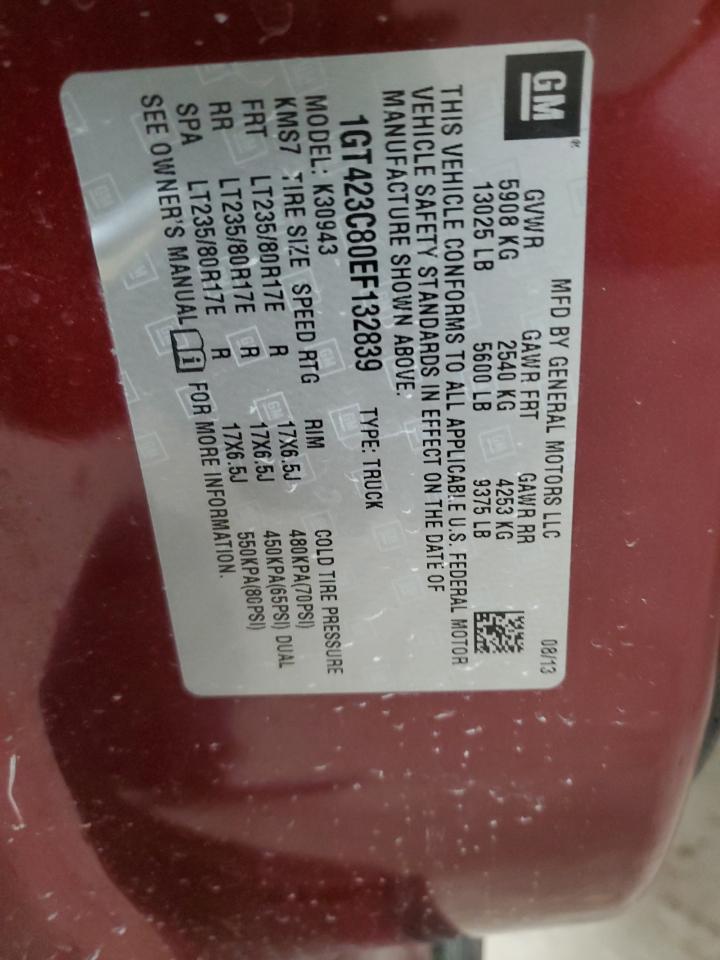 GM
MFD BY GENERAL MOTORS LLC 08/13
GVWR GAWR FRT GAWR RR
5908 KG 2540 KG 4253 KG
13025 LB 5600 LB 9375 LB
THIS VEHICLE CONFORMS TO ALL APPLICABLE U.S. FEDERAL MOTOR
VEHICLE SAFETY STANDARDS IN EFFECT ON THE DATE OF
MANUFACTURE SHOWN ABOVE.
1GT423C80EF132839 TYPE: TRUCK
MODEL: K30943
KMS7 TIRE SIZE SPEED RTG RIM COLD TIRE PRESSURE
FRT LT235/80R17E R 17X6.5J 480KPA(70PSI)
RR LT235/80R17E R 17X6.5J 450KPA(65PSI) DUAL
SPA LT235/80R17E R 17X6.5J 550KPA(80PSI)
SEE OWNER'S MANUAL i FOR MORE INFORMATION.